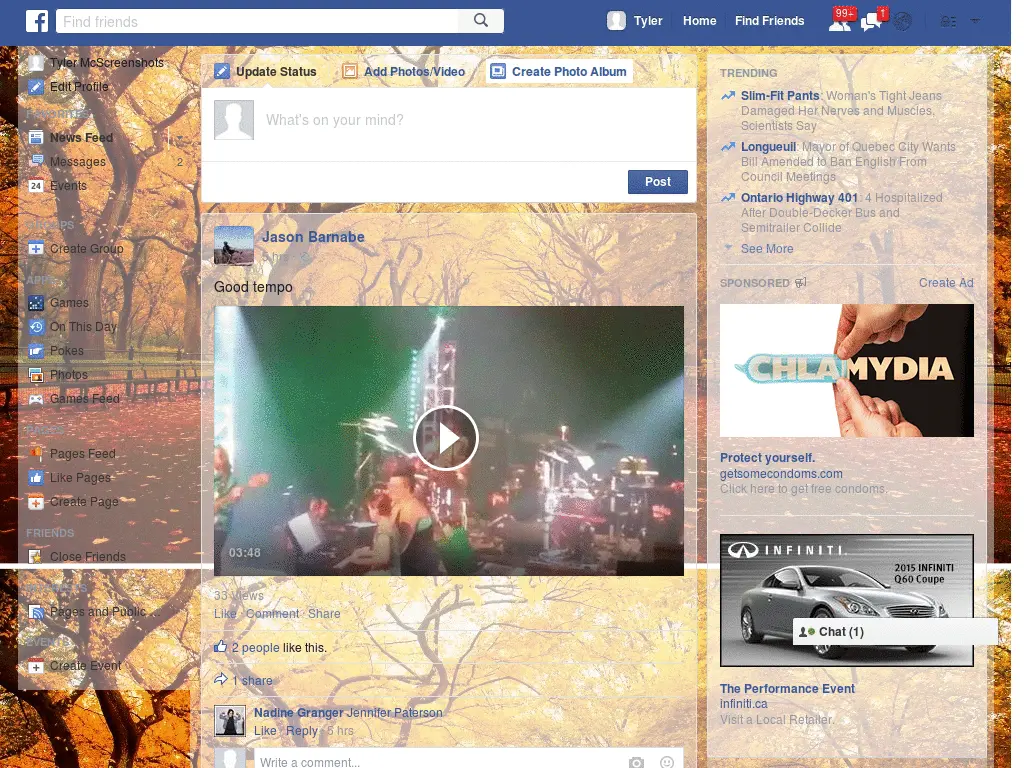 f
Find friends
Tyler
Home
Find Friends
99+
1
Tyler McScreenshots
Edit Profile
FAVORITES
News Feed
Messages
2
24
Events
GROUPS
Create Group
APPS
Games
On This Day
Pokes
Photos
Games Feed
PAGES
Pages Feed
Like Pages
Create Page
FRIENDS
Close Friends
Pages and Public
EVENTS
Create Event
Update Status
Add Photos/Video
Create Photo Album
What's on your mind?
Post
Jason Barnabe
5 hrs
Good tempo
03:48
33 Views
Like · Comment · Share
2 people like this.
1 share
Nadine Granger Jennifer Paterson
Like · Reply · 5 hrs
Write a comment...
TRENDING
Slim-Fit Pants: Woman's Tight Jeans
Damaged Her Nerves and Muscles,
Scientists Say
Longueuil: Mayor of Quebec City Wants
Bill Amended to Ban English From
Council Meetings
Ontario Highway 401: 4 Hospitalized
After Double-Decker Bus and
Semitrailer Collide
See More
SPONSORED
Create Ad
CHLAMYDIA
Protect yourself.
getsomecondoms.com
Click here to get free condoms.
INFINITI.
2015 INFINITI
Q60 Coupe
Chat (1)
The Performance Event
infiniti.ca
Visit a Local Retailer.